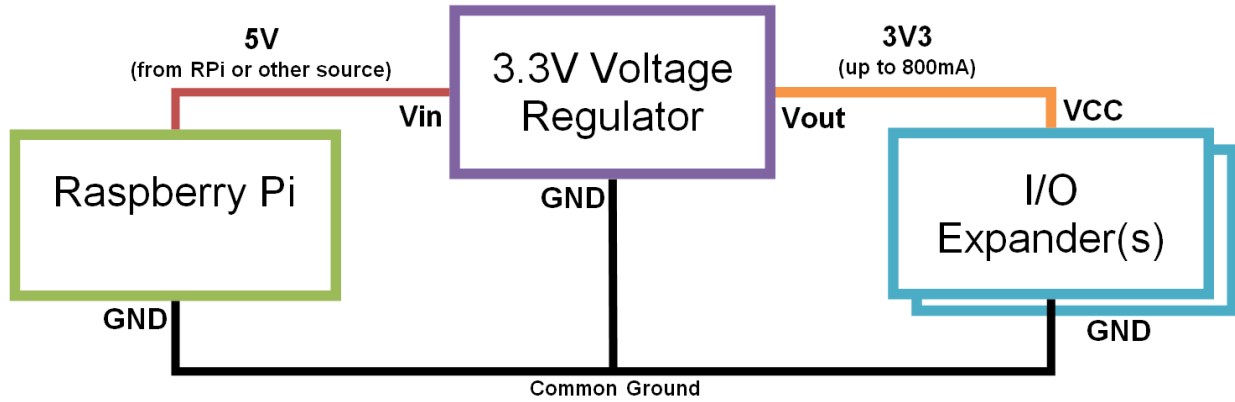 5V
(from RPi or other source)
3.3V Voltage
Regulator
3V3
(up to 800mA)
Vin
Vout
VCC
Raspberry Pi
GND
I/O
Expander(s)
GND
GND
Common Ground